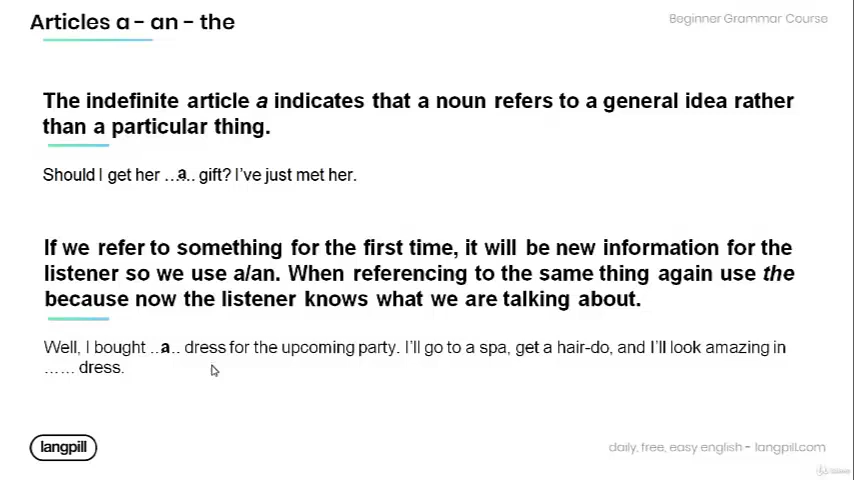 Articles a - an - the
Beginner Grammar Course
The indefinite article a indicates that a noun refers to a general idea rather
than a particular thing.
Should I get her ...a.. gift? I've just met her.
If we refer to something for the first time, it will be new information for the
listener so we use a/an. When referencing to the same thing again use the
because now the listener knows what we are talking about.
Well, I bought ..a.. dress for the upcoming party. I'll go to a spa, get a hair-do, and I'll look amazing in
…... dress.
langpill
daily, free, easy english - langpill.com